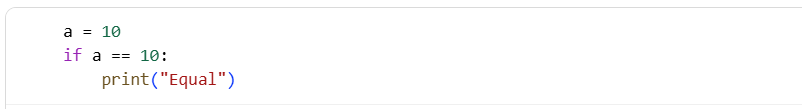 a = 10
if a == 10:
    print("Equal")